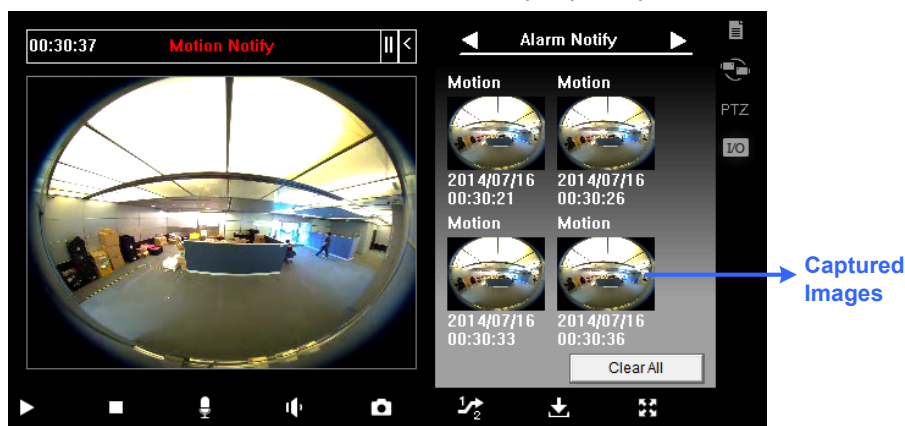 00:30:37 Motion Notify
Alarm Notify
PTZ
I/O
Motion Motion
2014/07/16 2014/07/16
00:30:21 00:30:26
Motion Motion
2014/07/16 2014/07/16
00:30:33 00:30:36
Clear All
Captured
Images
1/2